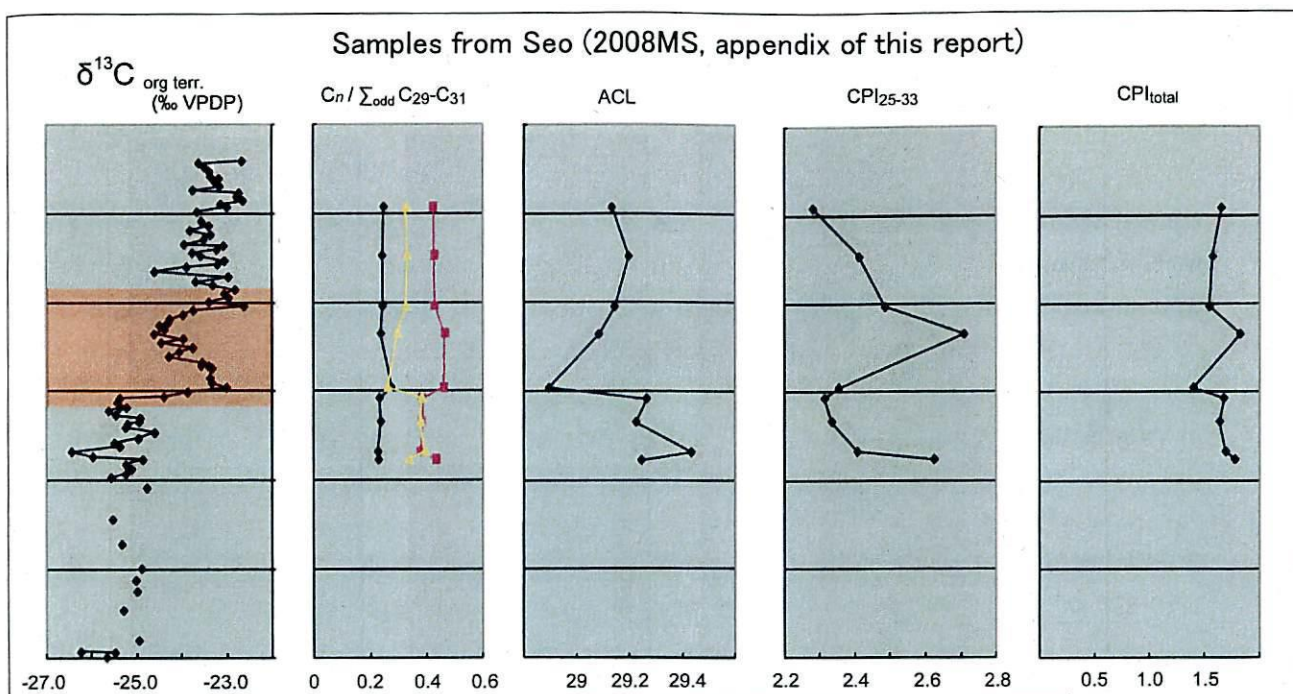 Samples from Seo (2008MS, appendix of this report)
δ¹³C org terr.
(‰ VPDP)
Cn / ∑odd C29-C31
ACL
CPI25-33
CPItotal
-27.0 -25.0 -23.0
0 0.2 0.4 0.6
29 29.2 29.4
2.2 2.4 2.6 2.8
0.5 1.0 1.5